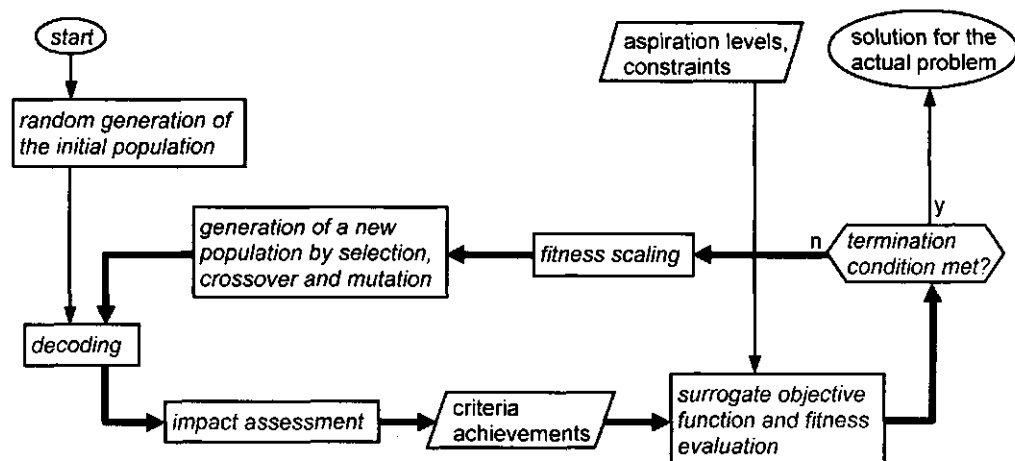 start
random generation of
the initial population
aspiration levels,
constraints
solution for the
actual problem
y
n
termination
condition met?
fitness scaling
generation of a new
population by selection,
crossover and mutation
decoding
impact assessment
criteria
achievements
surrogate objective
function and fitness
evaluation